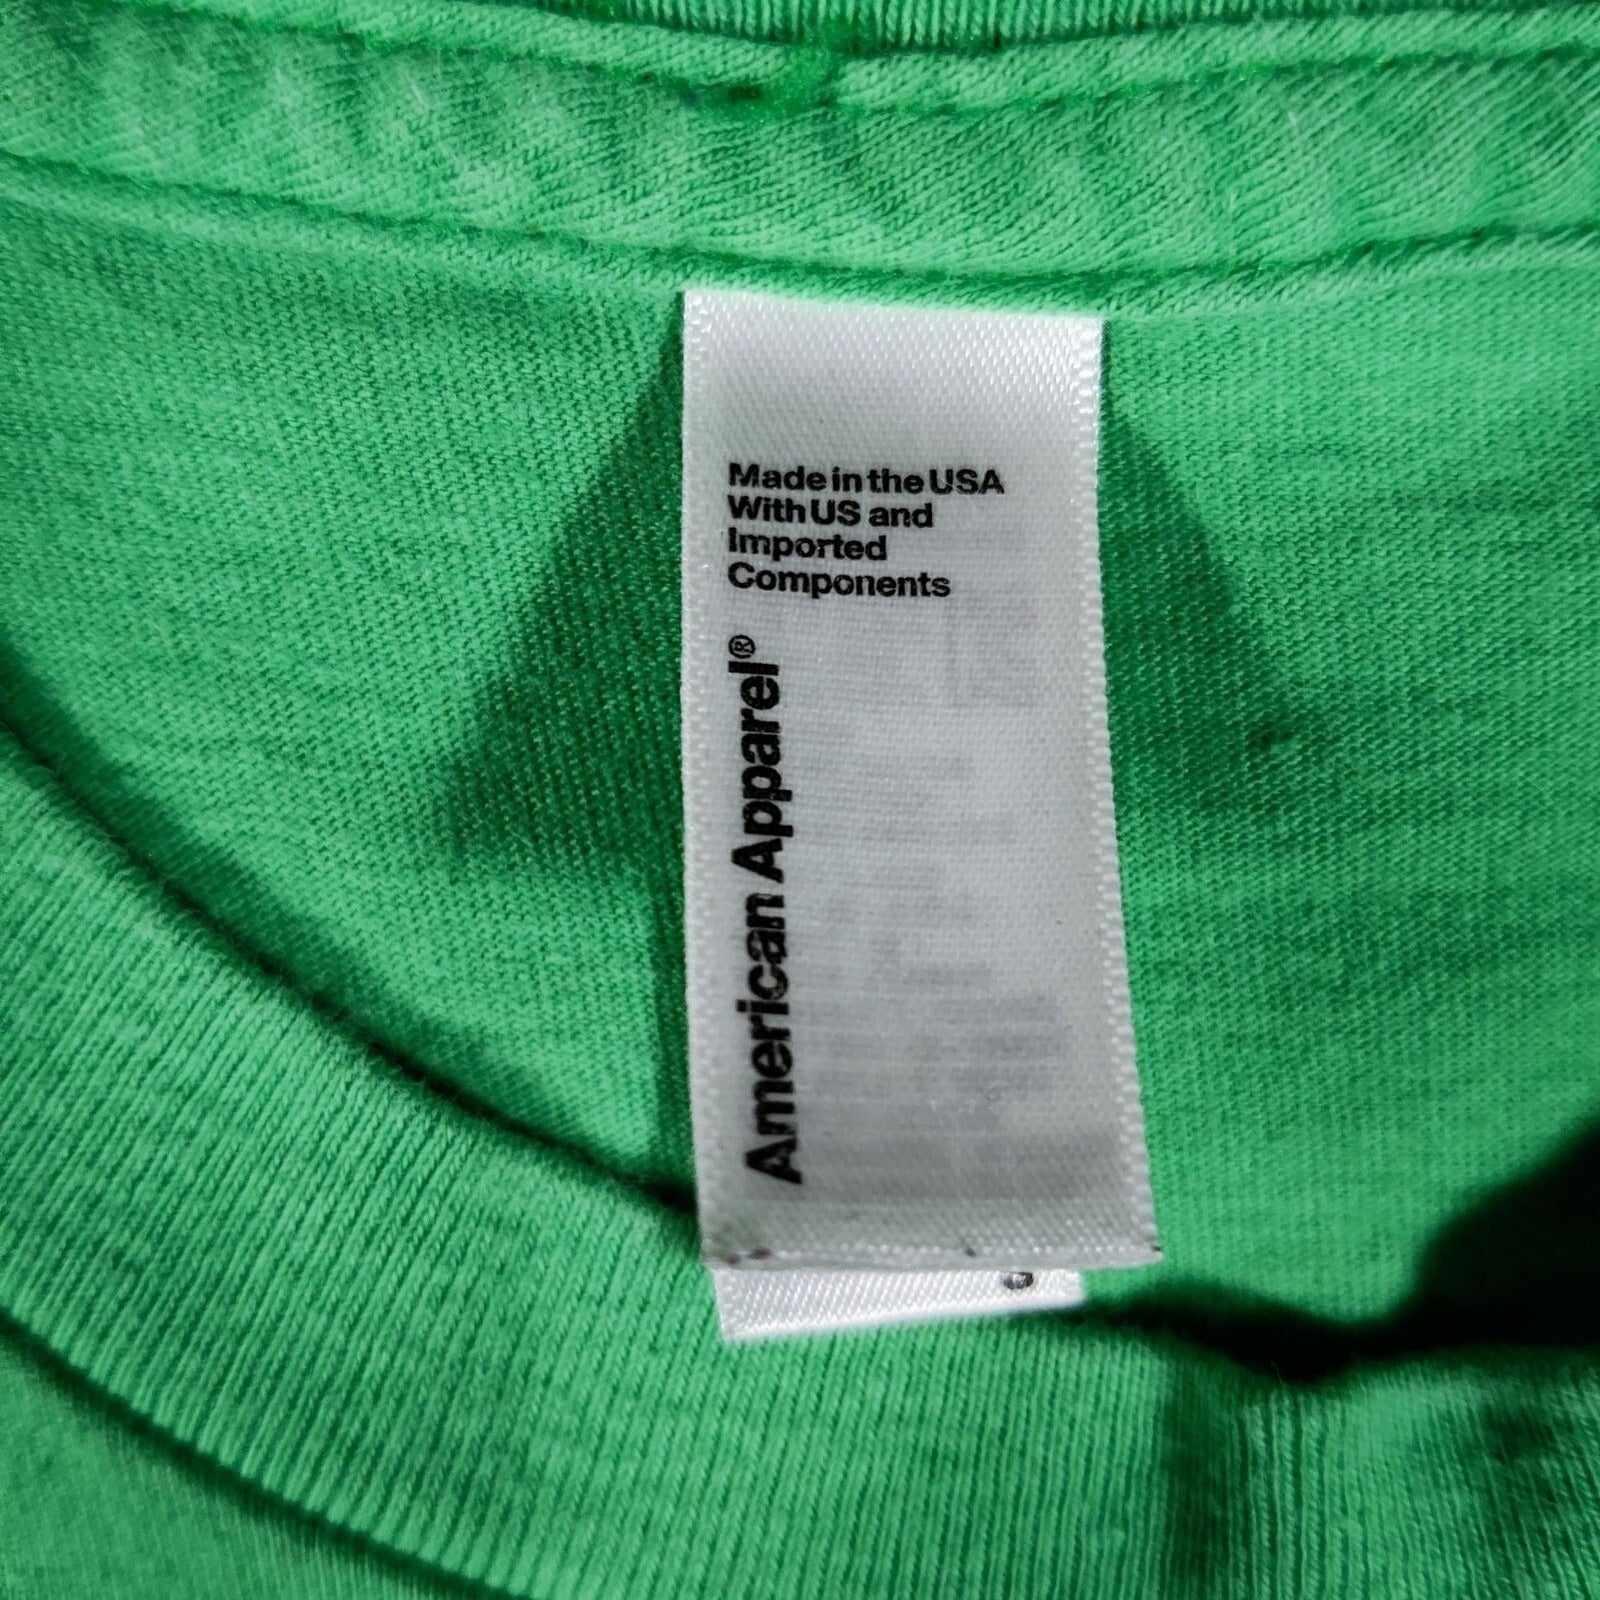 Made in the USA
With US and
Imported
Components
American Apparel®